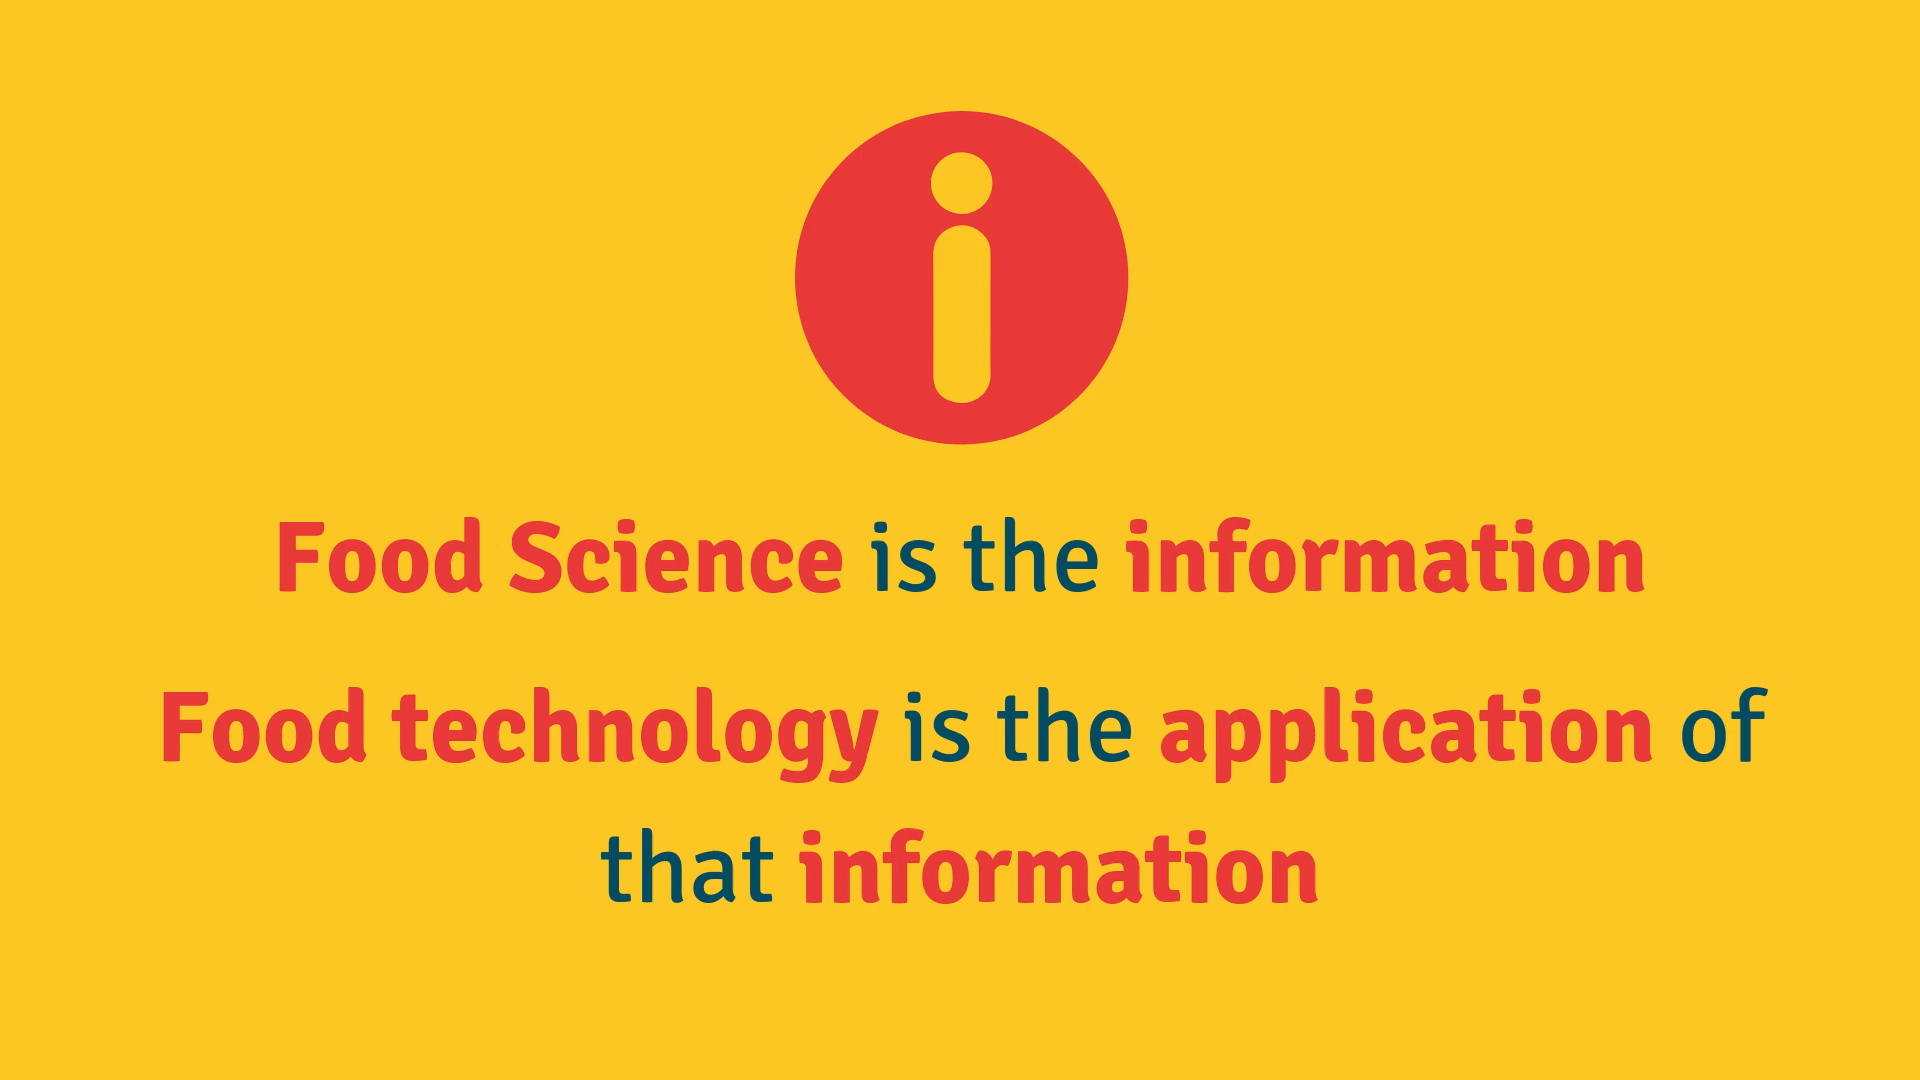 i
Food Science is the information
Food technology is the application of
that information